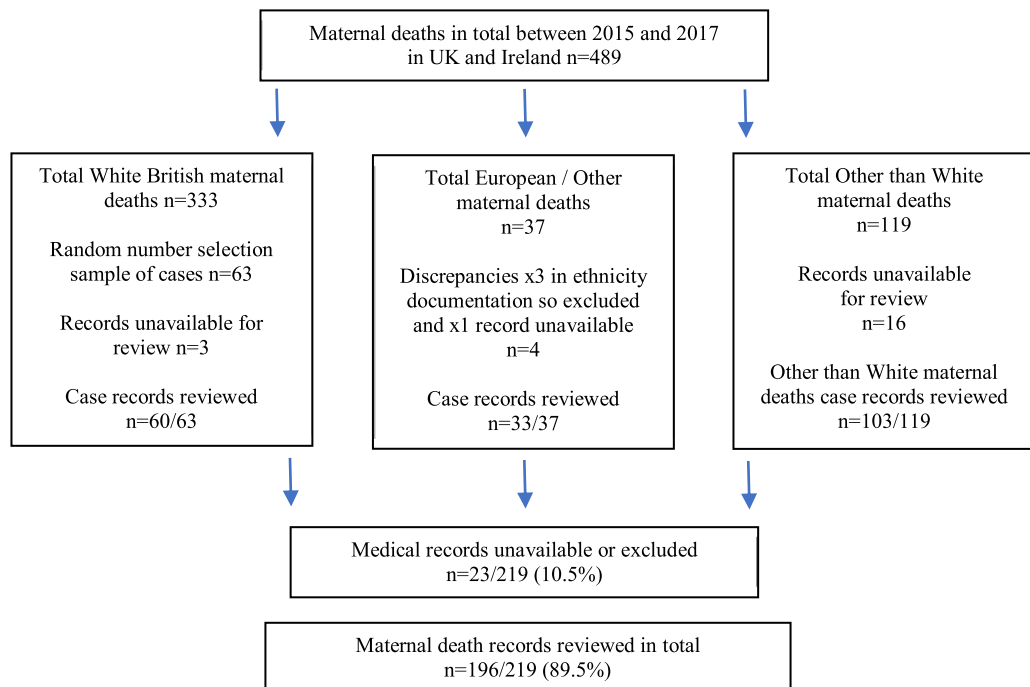 Maternal deaths in total between 2015 and 2017
in UK and Ireland n=489
Total White British maternal
deaths n=333
Random number selection
sample of cases n=63
Records unavailable for
review n=3
Case records reviewed
n=60/63
Total European / Other
maternal deaths
n=37
Discrepancies x3 in ethnicity
documentation so excluded
and x1 record unavailable
n=4
Case records reviewed
n=33/37
Total Other than White
maternal deaths
n=119
Records unavailable
for review
n=16
Other than White maternal
deaths case records reviewed
n=103/119
Medical records unavailable or excluded
n=23/219 (10.5%)
Maternal death records reviewed in total
n=196/219 (89.5%)